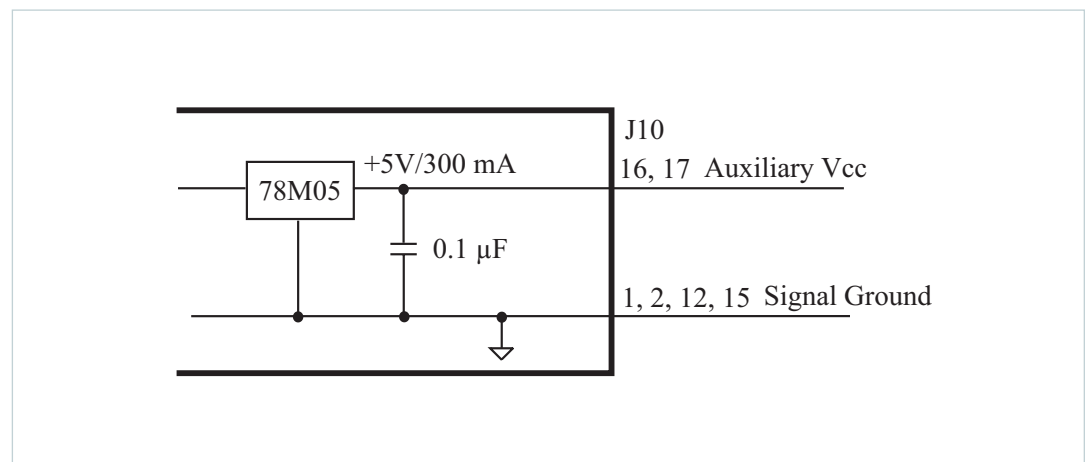 J10
+5V/300 mA
16, 17 Auxiliary Vcc
78M05
0.1 µF
1, 2, 12, 15 Signal Ground